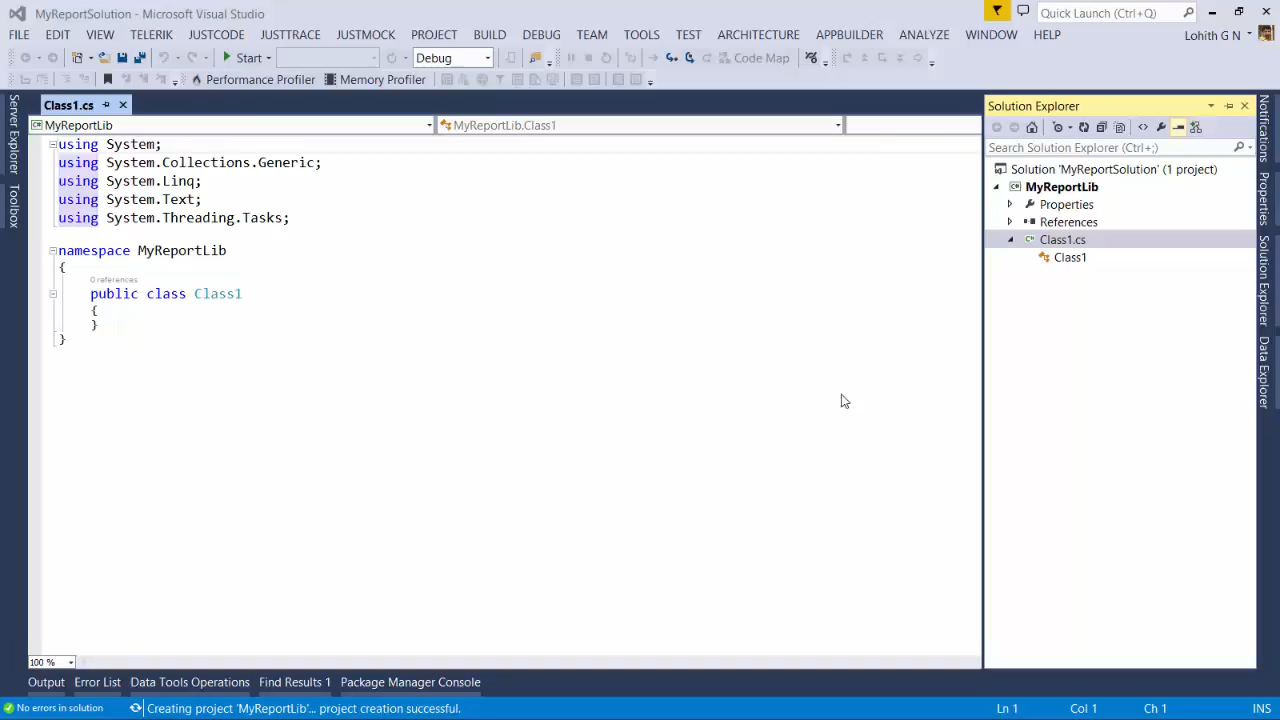 MyReportSolution - Microsoft Visual Studio
Quick Launch (Ctrl+Q)
FILE EDIT VIEW TELERIK JUSTCODE JUSTTRACE JUSTMOCK PROJECT BUILD DEBUG TEAM TOOLS TEST ARCHITECTURE APPBUILDER ANALYZE WINDOW HELP Lohith G N
Start Debug Code Map
Performance Profiler Memory Profiler
Server Explorer
Toolbox
Class1.cs
MyReportLib MyReportLib.Class1
using System;
using System.Collections.Generic;
using System.Linq;
using System.Text;
using System.Threading.Tasks;
namespace MyReportLib
{
0 references
public class Class1
{
}
}
100 %
Solution Explorer
Search Solution Explorer (Ctrl+;)
Solution 'MyReportSolution' (1 project)
MyReportLib
Properties
References
Class1.cs
Class1
Notifications
Properties
Solution Explorer
Data Explorer
Output Error List Data Tools Operations Find Results 1 Package Manager Console
No errors in solution Creating project 'MyReportLib'... project creation successful. Ln 1 Col 1 Ch 1 INS